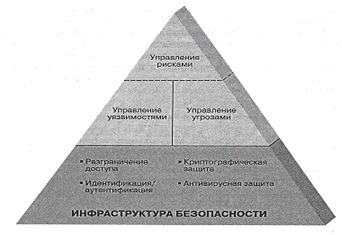 Управление
рисками
Управление
уязвимостями
Управление
угрозами
▪ Разграничение
доступа
▪ Идентификация/
аутентификация
▪ Криптографическая
защита
▪ Антивирусная защита
ИНФРАСТРУКТУРА БЕЗОПАСНОСТИ